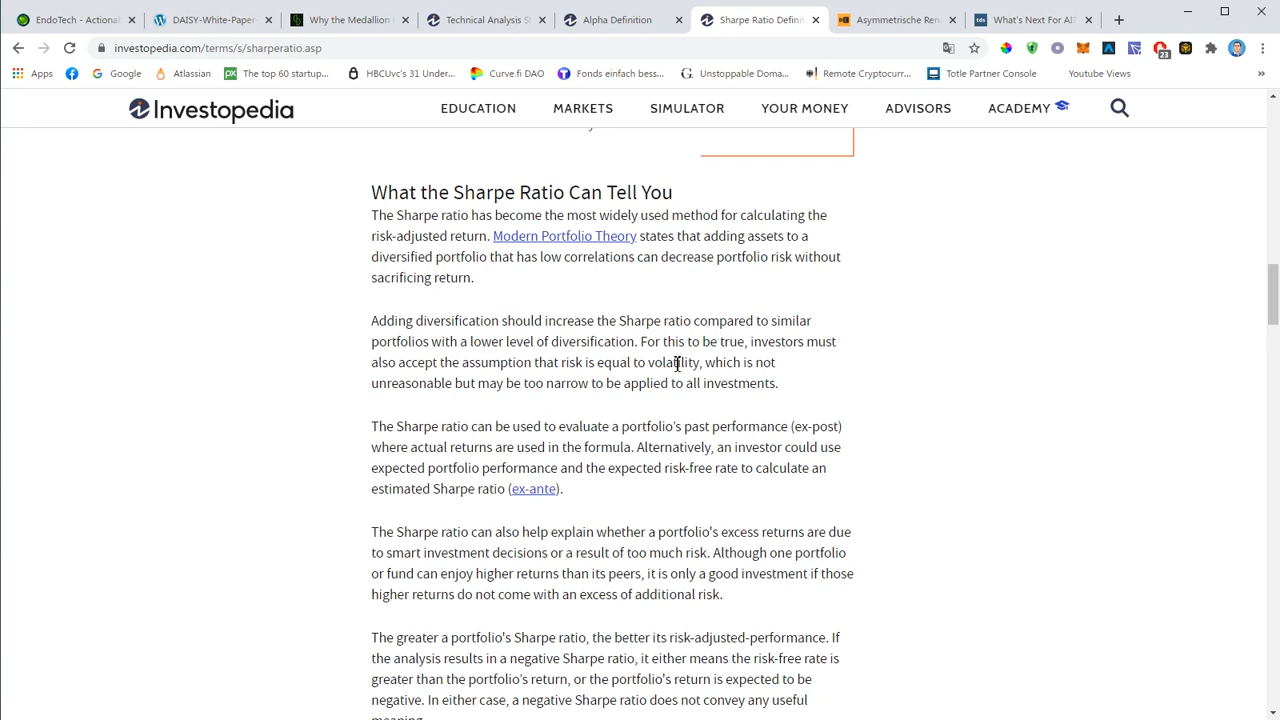 EndoTech - Actional
DAISY-White-Paper-
Why the Medallion
Technical Analysis S
Alpha Definition
Sharpe Ratio Defini
Asymmetrische Ren
What's Next For AI?
investopedia.com/terms/s/sharperatio.asp
23
Apps
Google
Atlassian
The top 60 startup...
HBCUvc's 31 Under...
Curve.fi DAO
Fonds einfach bess...
Unstoppable Doma...
Remote Cryptocurr...
Totle Partner Console
Youtube Views
»
Investopedia
EDUCATION
MARKETS
SIMULATOR
YOUR MONEY
ADVISORS
ACADEMY
What the Sharpe Ratio Can Tell You
The Sharpe ratio has become the most widely used method for calculating the
risk-adjusted return. Modern Portfolio Theory states that adding assets to a
diversified portfolio that has low correlations can decrease portfolio risk without
sacrificing return.
Adding diversification should increase the Sharpe ratio compared to similar
portfolios with a lower level of diversification. For this to be true, investors must
also accept the assumption that risk is equal to volatility, which is not
unreasonable but may be too narrow to be applied to all investments.
The Sharpe ratio can be used to evaluate a portfolio's past performance (ex-post)
where actual returns are used in the formula. Alternatively, an investor could use
expected portfolio performance and the expected risk-free rate to calculate an
estimated Sharpe ratio (ex-ante).
The Sharpe ratio can also help explain whether a portfolio's excess returns are due
to smart investment decisions or a result of too much risk. Although one portfolio
or fund can enjoy higher returns than its peers, it is only a good investment if those
higher returns do not come with an excess of additional risk.
The greater a portfolio's Sharpe ratio, the better its risk-adjusted-performance. If
the analysis results in a negative Sharpe ratio, it either means the risk-free rate is
greater than the portfolio's return, or the portfolio's return is expected to be
negative. In either case, a negative Sharpe ratio does not convey any useful
meaning.